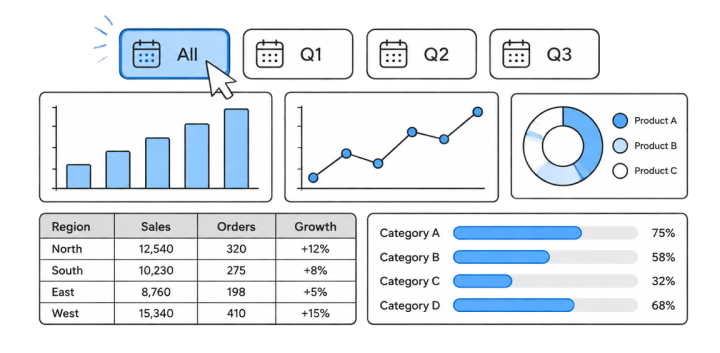 All
Q1
Q2
Q3
Product A
Product B
Product C
Region Sales Orders Growth
North 12,540 320 +12%
South 10,230 275 +8%
East 8,760 198 +5%
West 15,340 410 +15%
Category A 75%
Category B 58%
Category C 32%
Category D 68%